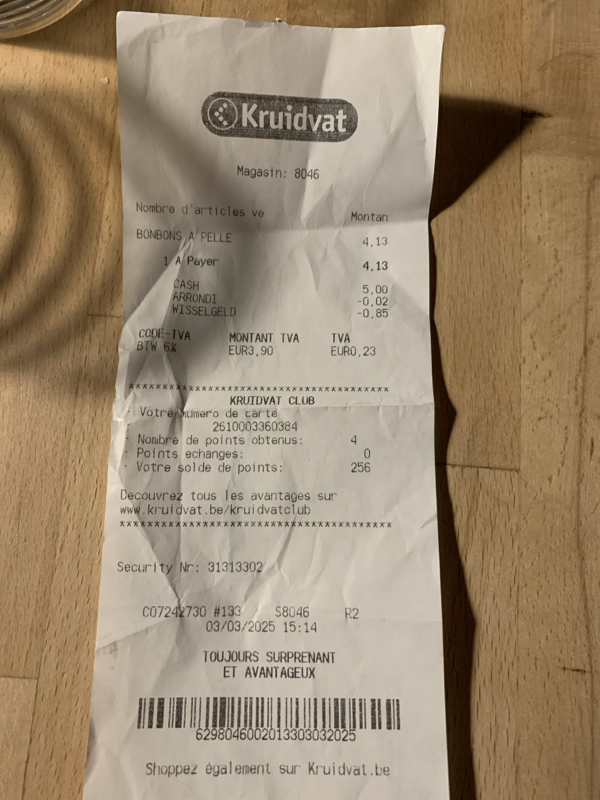 Kruidvat
Magasin: 8046
Nombre d'articles ve Montan
BONBONS A PELLE 4,13
1 A Payer 4,13
CASH 5,00
ARRONDI -0,02
WISSELGELD -0,85
CODE-TVA MONTANT TVA TVA
BTW 6% EUR3,90 EUR0,23
****************************************
KRUIDVAT CLUB
Votre numero de carte
2610003360384
Nombre de points obtenus: 4
Points echanges: 0
Votre solde de points: 256
Decouvrez tous les avantages sur
www.kruidvat.be/kruidvatclub
****************************************
Security Nr: 31313302
C07242730 #133 S8046 R2
03/03/2025 15:14
TOUJOURS SURPRENANT
ET AVANTAGEUX
6298046002013303032025
Shoppez également sur Kruidvat.be